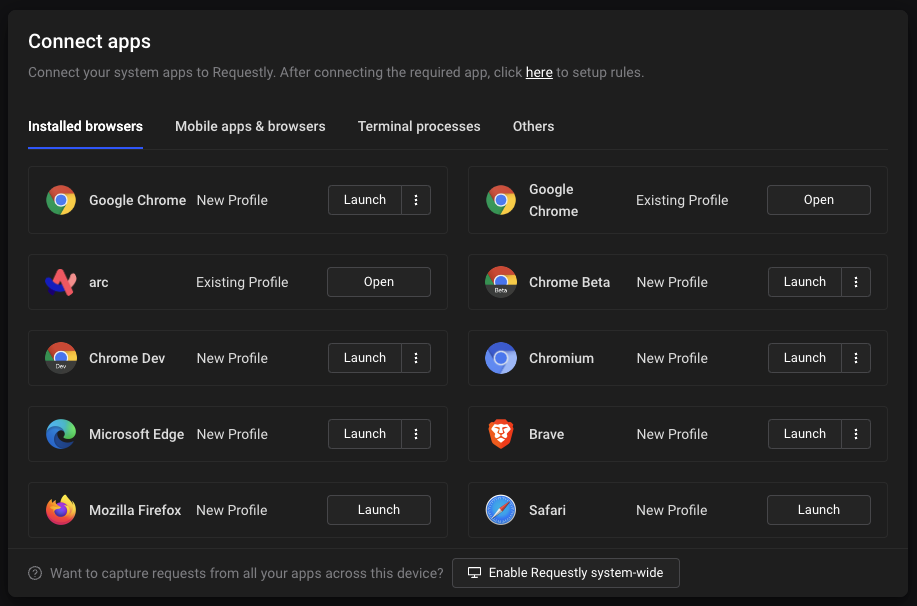 Connect apps
Connect your system apps to Requestly. After connecting the required app, click here to setup rules.
Installed browsers Mobile apps & browsers Terminal processes Others
Google Chrome New Profile Launch
Google Chrome Existing Profile Open
arc Existing Profile Open
Beta Chrome Beta New Profile Launch
Dev Chrome Dev New Profile Launch
Chromium New Profile Launch
Microsoft Edge New Profile Launch
Brave New Profile Launch
Mozilla Firefox New Profile Launch
Safari New Profile Launch
Want to capture requests from all your apps across this device? Enable Requestly system-wide